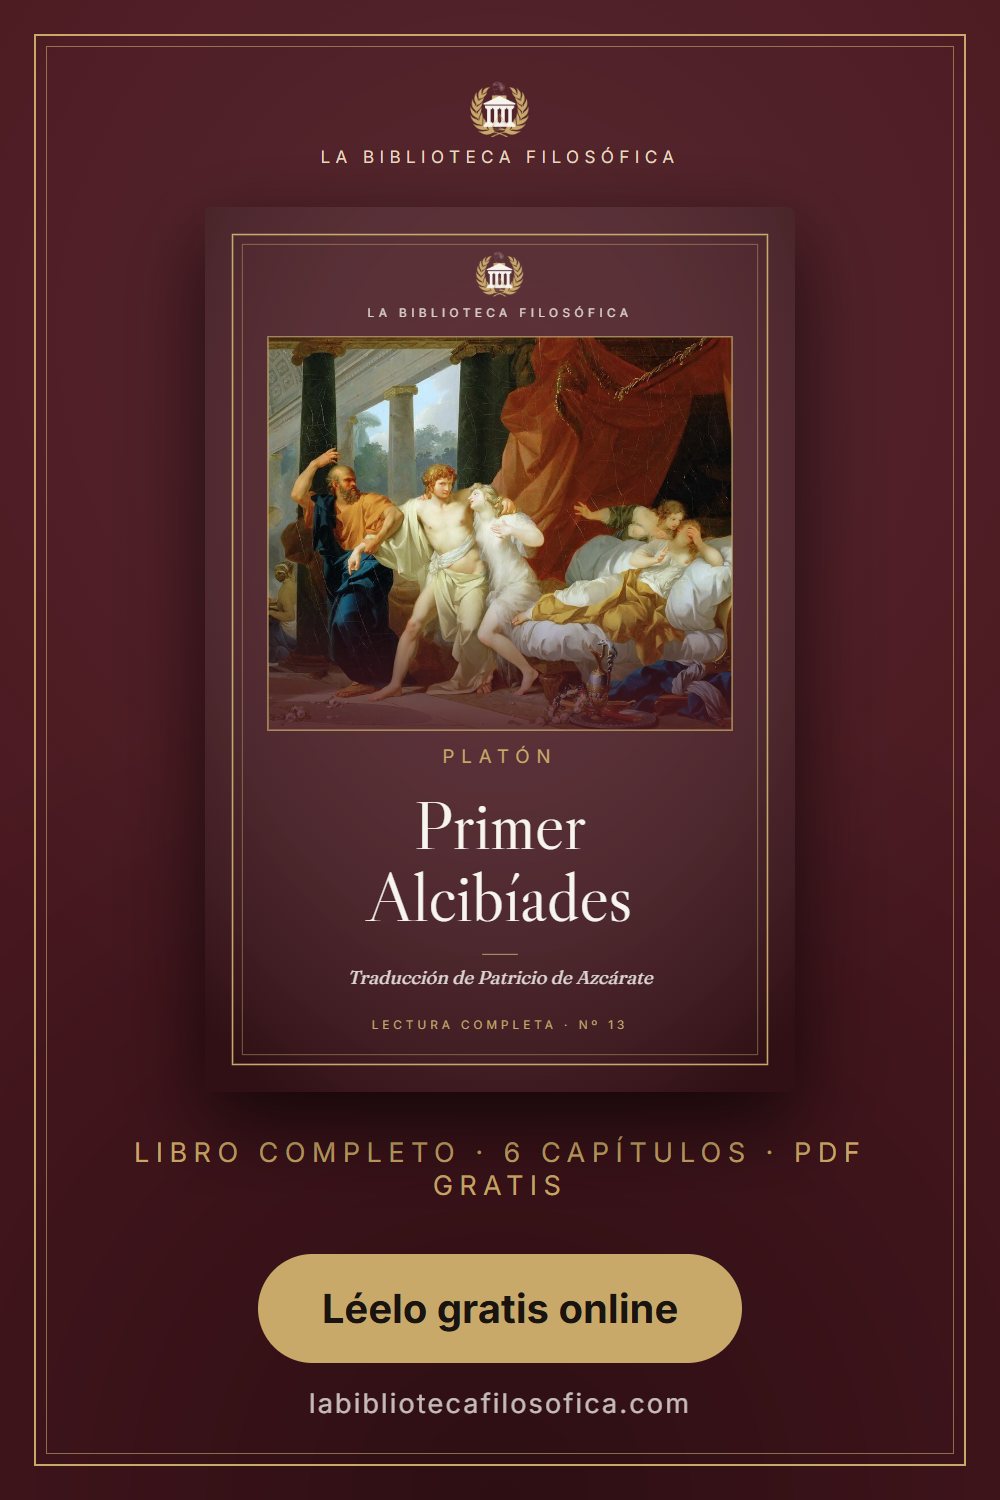 LA BIBLIOTECA FILOSÓFICA
LA BIBLIOTECA FILOSÓFICA
PLATÓN
Primer
Alcibíades
Traducción de Patricio de Azcárate
LECTURA COMPLETA · Nº 13
LIBRO COMPLETO · 6 CAPÍTULOS · PDF
GRATIS
Léelo gratis online
labibliotecafilosofica.com